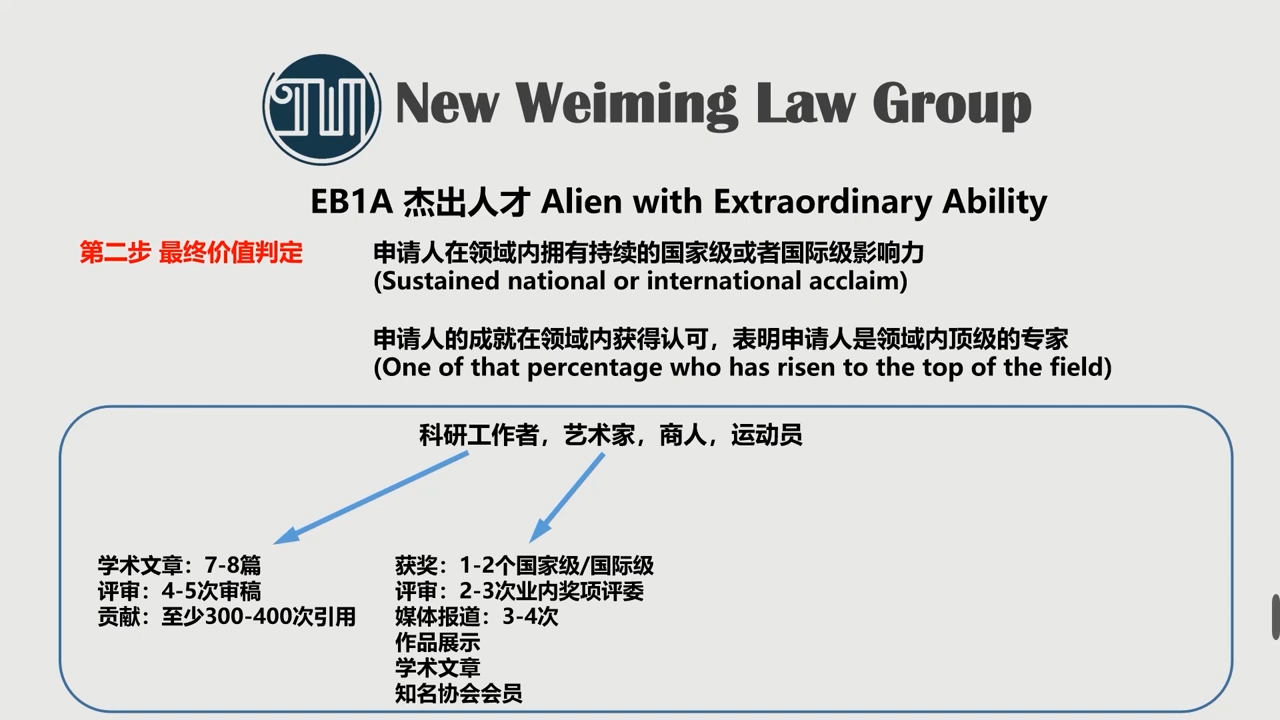 New Weiming Law Group
EB1A 杰出人才 Alien with Extraordinary Ability
第二步 最终价值判定
申请人在领域内拥有持续的国家级或者国际级影响力
(Sustained national or international acclaim)
申请人的成就在领域内获得认可，表明申请人是领域内顶级的专家
(One of that percentage who has risen to the top of the field)
科研工作者，艺术家，商人，运动员
学术文章：7-8篇
评审：4-5次审稿
贡献：至少300-400次引用
获奖：1-2个国家级/国际级
评审：2-3次业内奖项评委
媒体报道：3-4次
作品展示
学术文章
知名协会会员